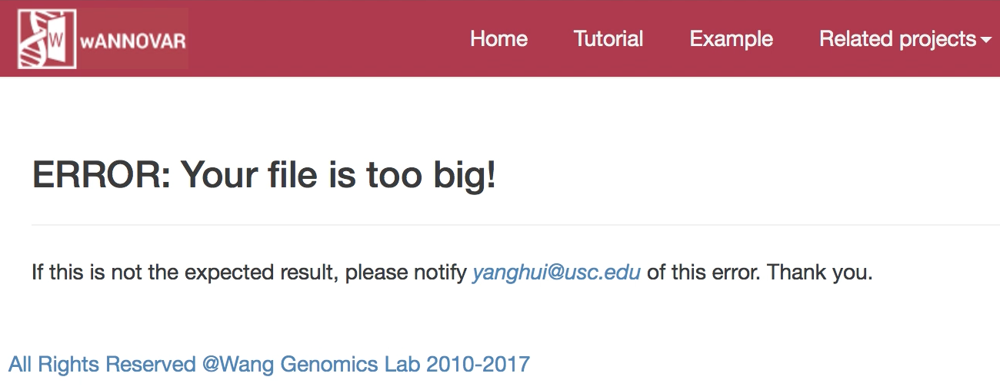 W wANNOVAR Home Tutorial Example Related projects
ERROR: Your file is too big!
If this is not the expected result, please notify yanghui@usc.edu of this error. Thank you.
All Rights Reserved @Wang Genomics Lab 2010-2017